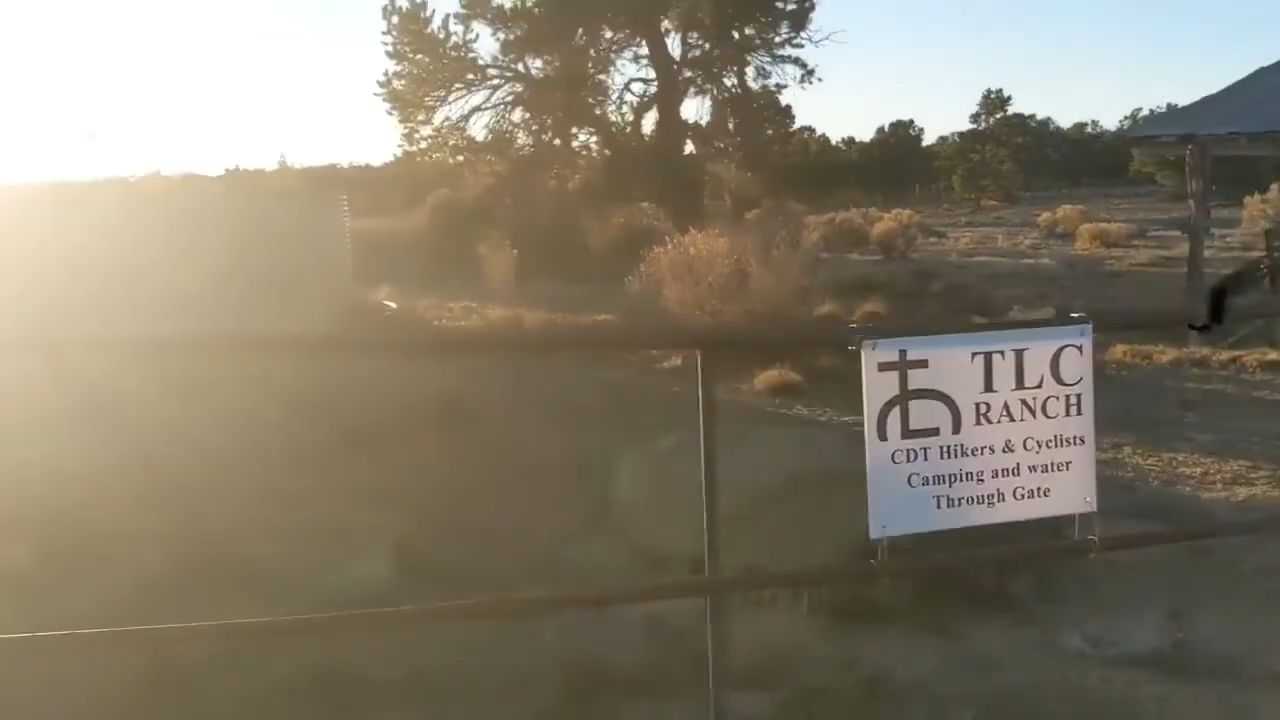 TLC
RANCH
CDT Hikers & Cyclists
Camping and water
Through Gate